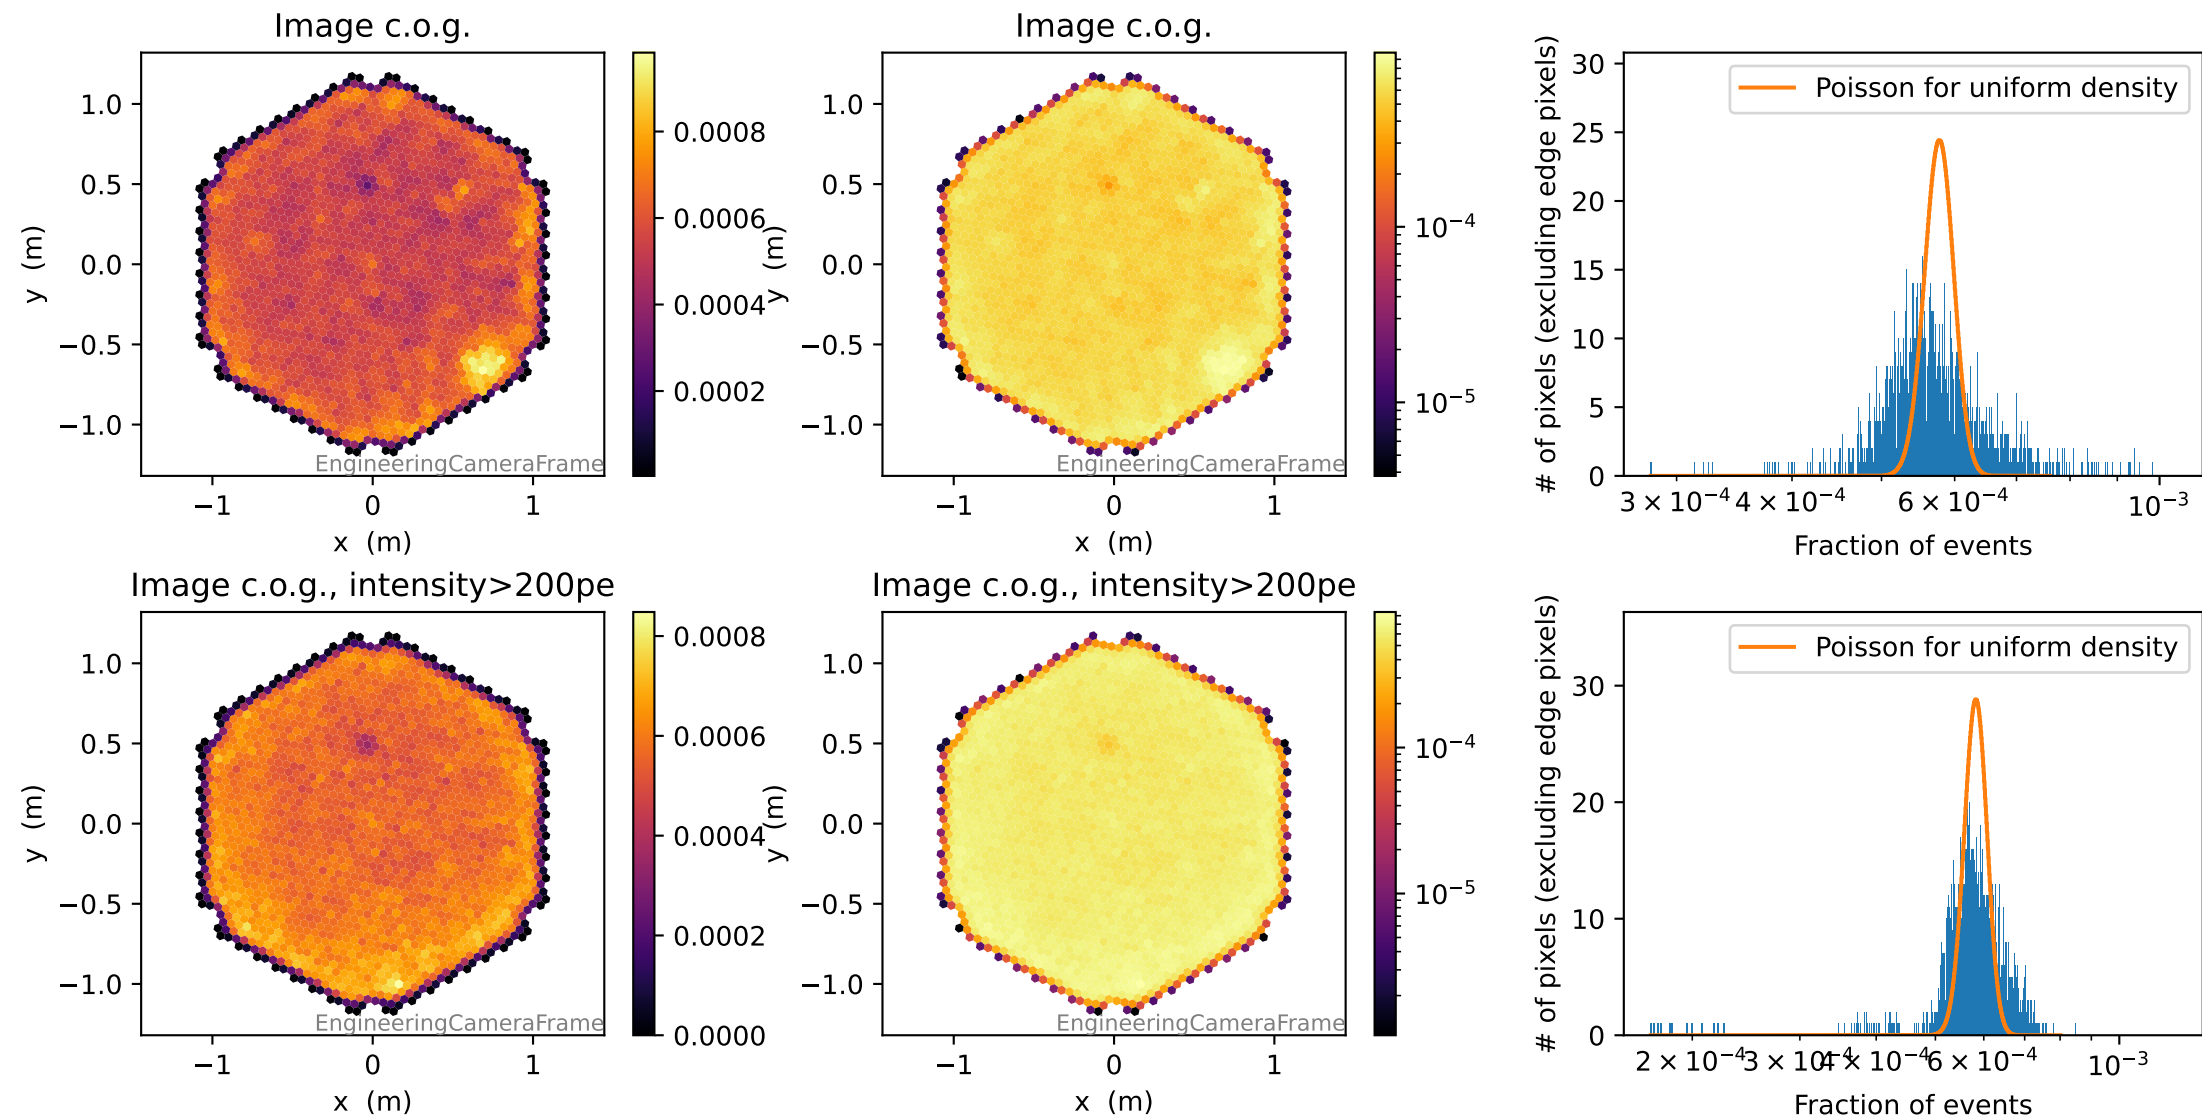 Image c.o.g.
1.0
0.5
0.0
−0.5
−1.0
y (m)
−1 0 1
x (m)
EngineeringCameraFrame
0.0008
0.0006
0.0004
0.0002
Image c.o.g.
1.0
0.5
0.0
−0.5
−1.0
y (m)
−1 0 1
x (m)
EngineeringCameraFrame
10⁻⁴
10⁻⁵
# of pixels (excluding edge pixels)
30
25
20
15
10
5
0
Poisson for uniform density
3 × 10⁻⁴ 4 × 10⁻⁴ 6 × 10⁻⁴ 10⁻³
Fraction of events
Image c.o.g., intensity>200pe
1.0
0.5
0.0
−0.5
−1.0
y (m)
−1 0 1
x (m)
EngineeringCameraFrame
0.0008
0.0006
0.0004
0.0002
0.0000
Image c.o.g., intensity>200pe
1.0
0.5
0.0
−0.5
−1.0
y (m)
−1 0 1
x (m)
EngineeringCameraFrame
10⁻⁴
10⁻⁵
# of pixels (excluding edge pixels)
30
20
10
0
Poisson for uniform density
2 × 10⁻⁴ 3 × 10⁻⁴ 4 × 10⁻⁴ 6 × 10⁻⁴ 10⁻³
Fraction of events